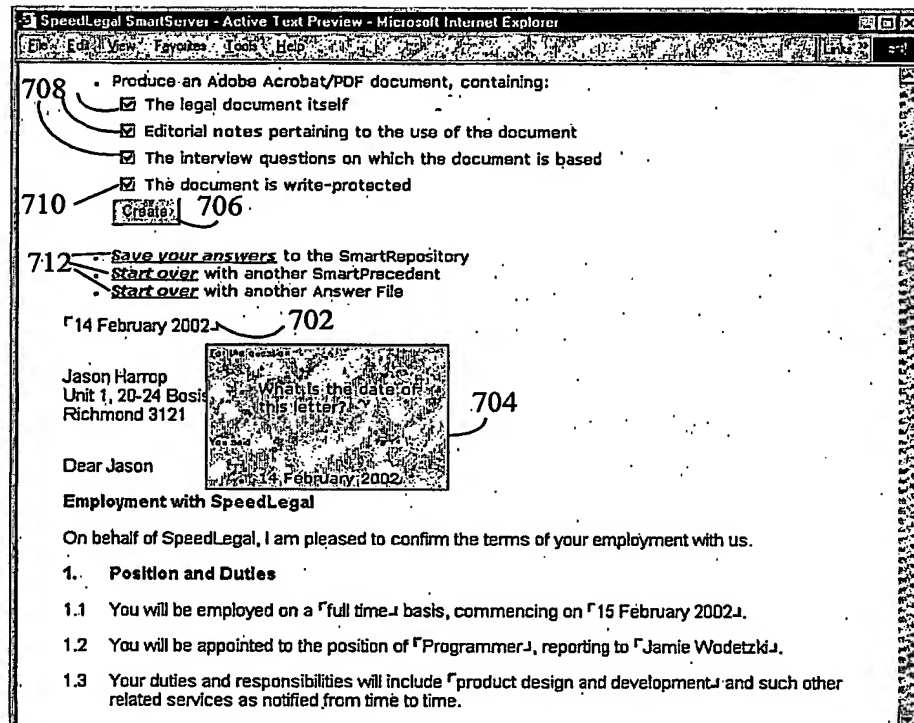 SpeedLegal SmartServer - Active Text Preview - Microsoft Internet Explorer
File Edit View Favorites Tools Help Links »
• Produce an Adobe Acrobat/PDF document, containing:
708
☑ The legal document itself
☑ Editorial notes pertaining to the use of the document
☑ The interview questions on which the document is based
☑ The document is write-protected
710 Create 706
712
• Save your answers to the SmartRepository
• Start over with another SmartPrecedent
• Start over with another Answer File
⌜14 February 2002⌟ 702
For the question
What is the date of
this letter?
You said
14 February 2002
704
Jason Harrop
Unit 1, 20-24 Bosis
Richmond 3121
Dear Jason
Employment with SpeedLegal
On behalf of SpeedLegal, I am pleased to confirm the terms of your employment with us.
1. Position and Duties
1.1 You will be employed on a ⌜full time⌟ basis, commencing on ⌜15 February 2002⌟.
1.2 You will be appointed to the position of ⌜Programmer⌟, reporting to ⌜Jamie Wodetzki⌟.
1.3 Your duties and responsibilities will include ⌜product design and development⌟ and such other
related services as notified from time to time.